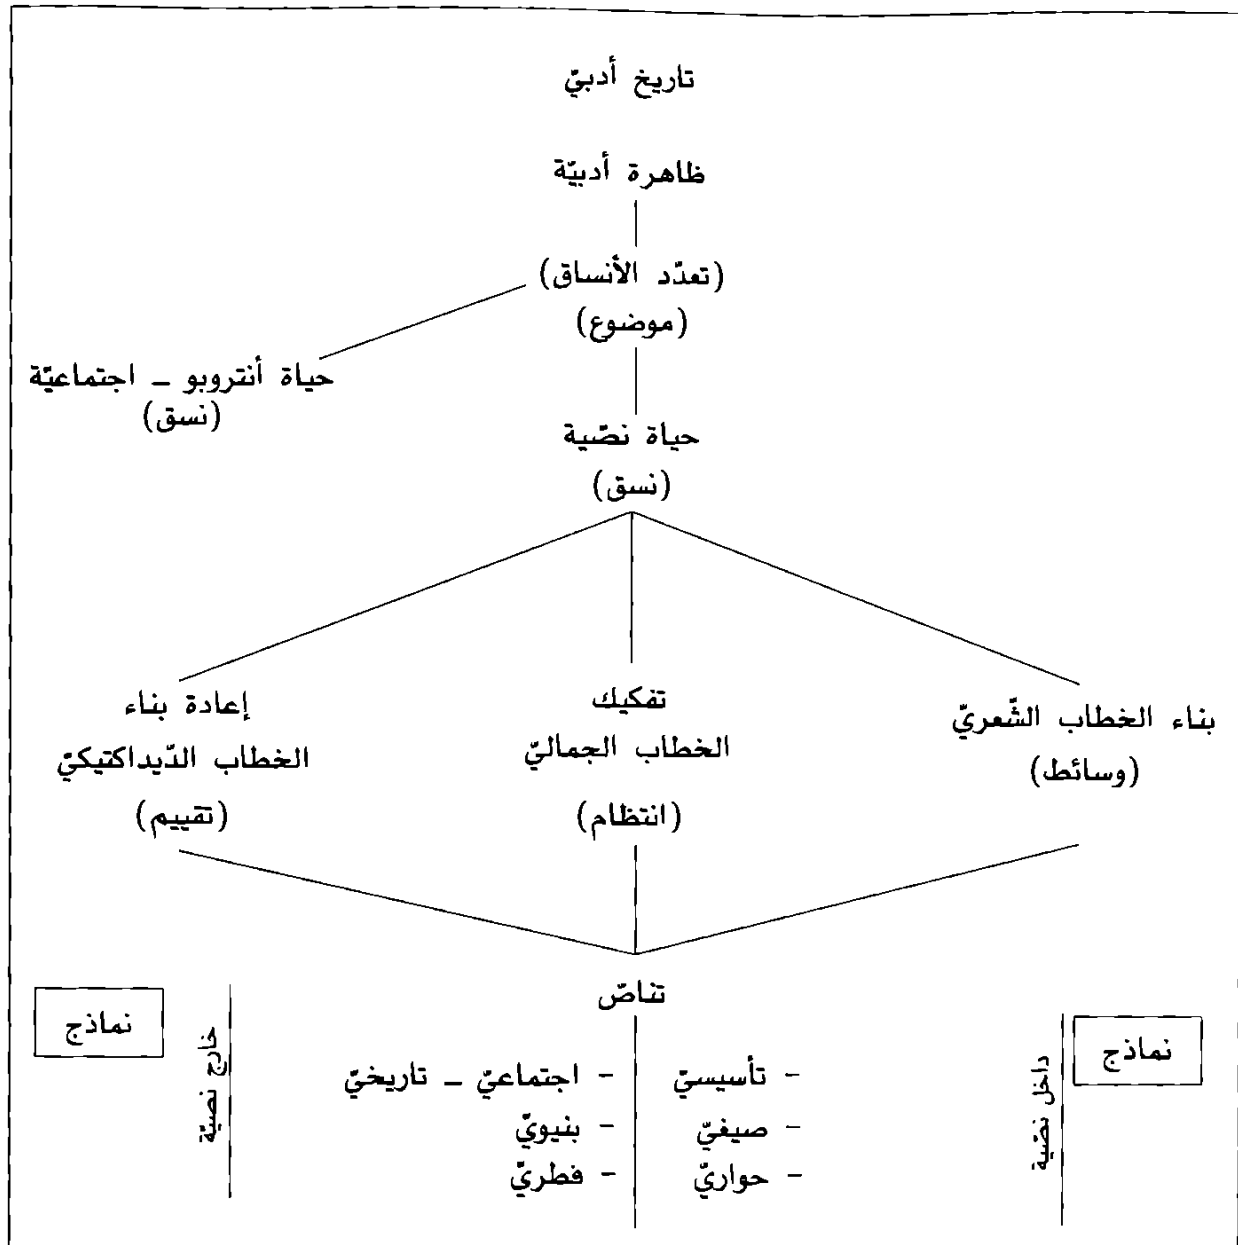 تاريخ أدبيّ
ظاهرة أدبيّة
(تعدّد الأنساق)
(موضوع)
حياة أنتروبو – اجتماعيّة
(نسق)
حياة نصّية
(نسق)
بناء الخطاب الشّعريّ
(وسائط)
تفكيك
الخطاب الجماليّ
(انتظام)
إعادة بناء
الخطاب الدّيداكتيكيّ
(تقييم)
تناصّ
نماذج
داخل نصّية
- تأسيسيّ
- صيغيّ
- حواريّ
- اجتماعيّ – تاريخيّ
- بنيويّ
- فطريّ
خارج نصيّة
نماذج